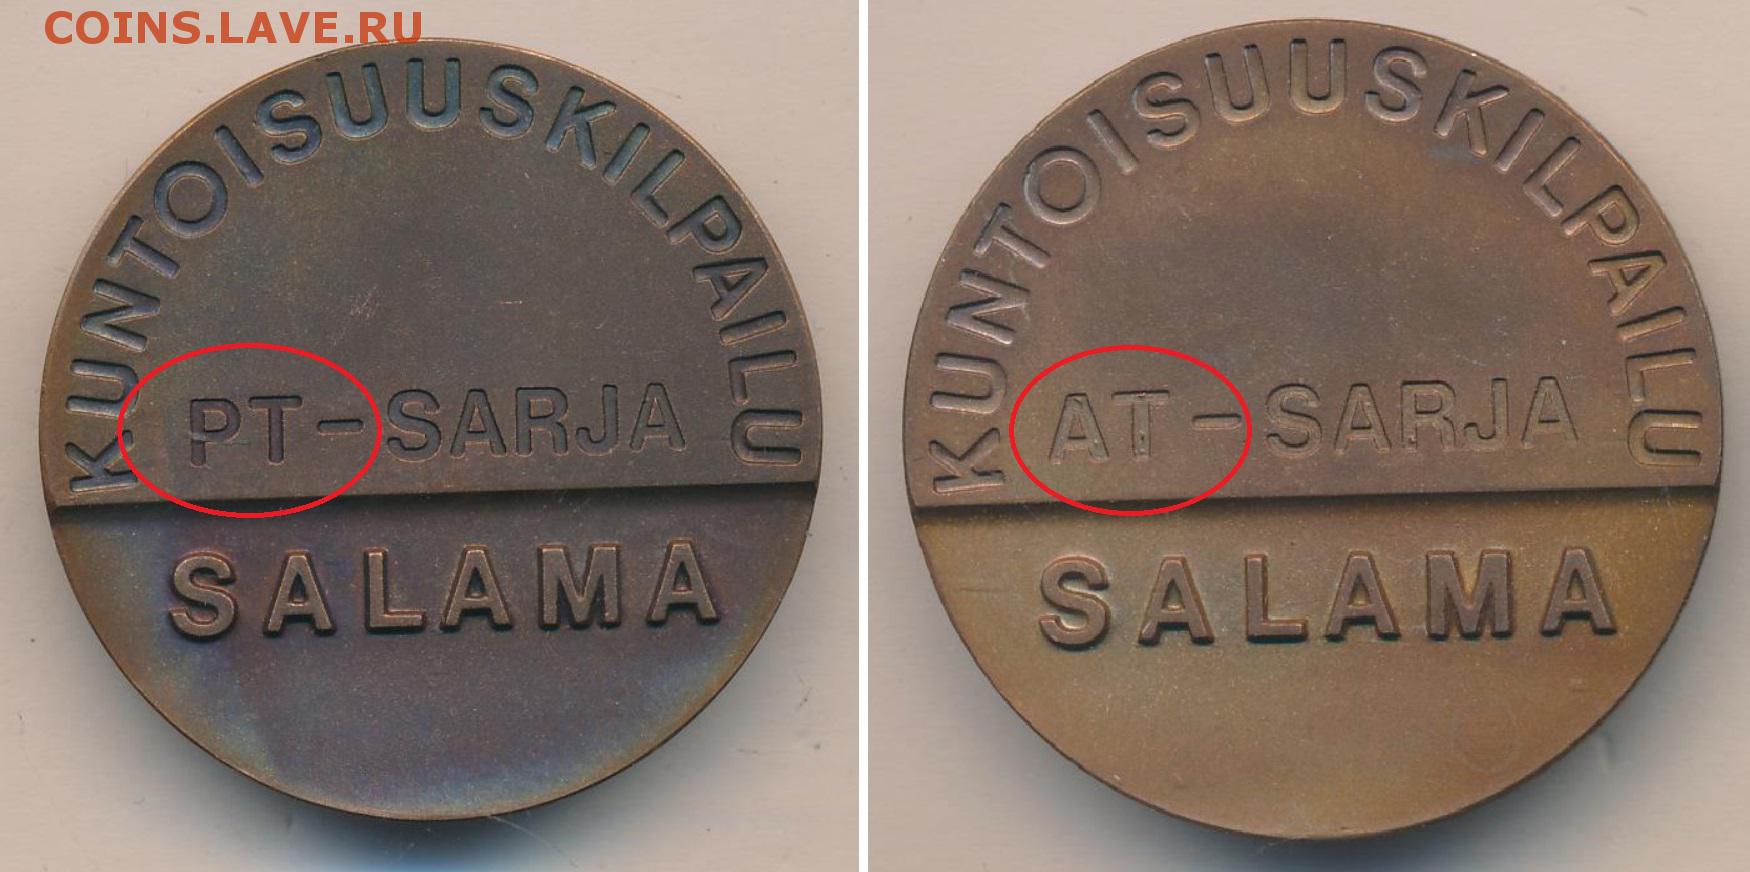 COINS.LAVE.RU
KUNTOISUUSKILPAILU
PT-SARJA
SALAMA
KUNTOISUUSKILPAILU
AT-SARJA
SALAMA